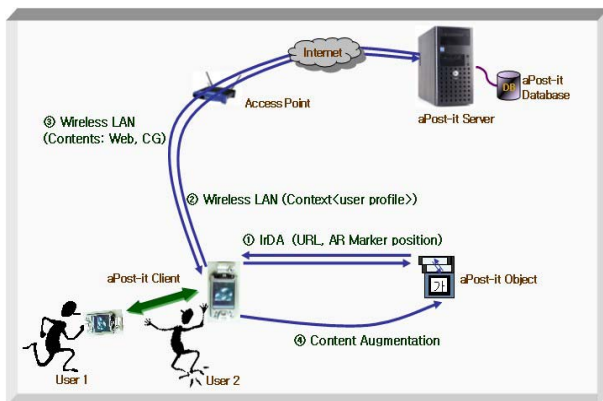 Internet
Access Point
aPost-it Server
DB
aPost-it
Database
③ Wireless LAN
(Contents: Web, CG)
② Wireless LAN (Context<user profile>)
① IrDA (URL, AR Marker position)
aPost-it Client
가
aPost-it Object
④ Content Augmentation
User 1
User 2